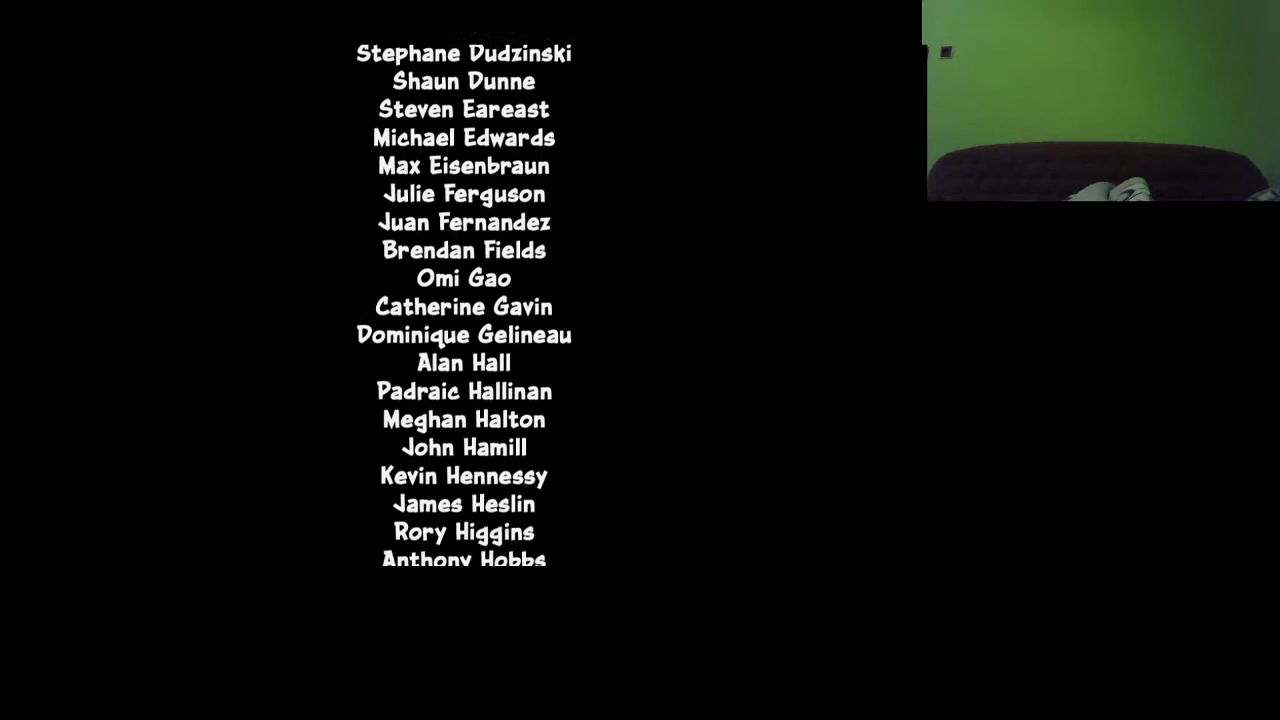 Stephane Dudzinski
Shaun Dunne
Steven Eareast
Michael Edwards
Max Eisenbraun
Julie Ferguson
Juan Fernandez
Brendan Fields
Omi Gao
Catherine Gavin
Dominique Gelineau
Alan Hall
Padraic Hallinan
Meghan Halton
John Hamill
Kevin Hennessy
James Heslin
Rory Higgins
Anthony Hobbs